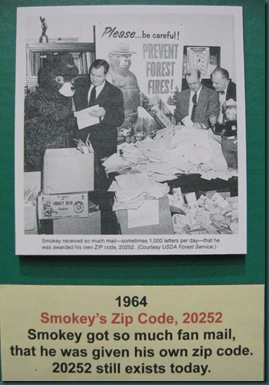 Please...be careful!
PREVENT
FOREST
FIRES!
SMOKEY BEAR
Smokey received so much mail—sometimes 1,000 letters per day—that he
was awarded his own ZIP code, 20252. (Courtesy USDA Forest Service.)
1964
Smokey's Zip Code, 20252
Smokey got so much fan mail,
that he was given his own zip code.
20252 still exists today.